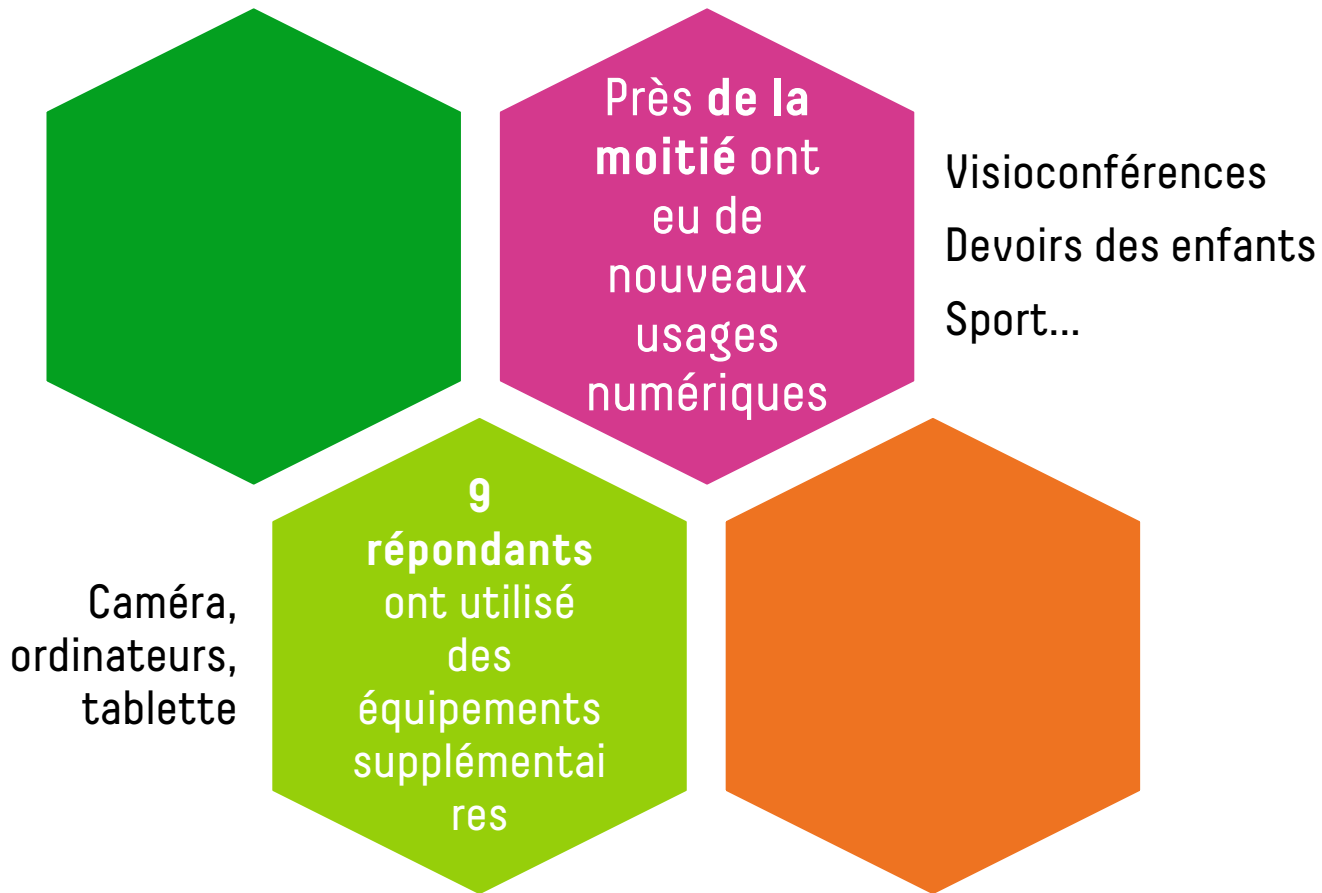 Près de la
moitié ont
eu de
nouveaux
usages
numériques
Visioconférences
Devoirs des enfants
Sport...
9
répondants
ont utilisé
des
équipements
supplémentai
res
Caméra,
ordinateurs,
tablette